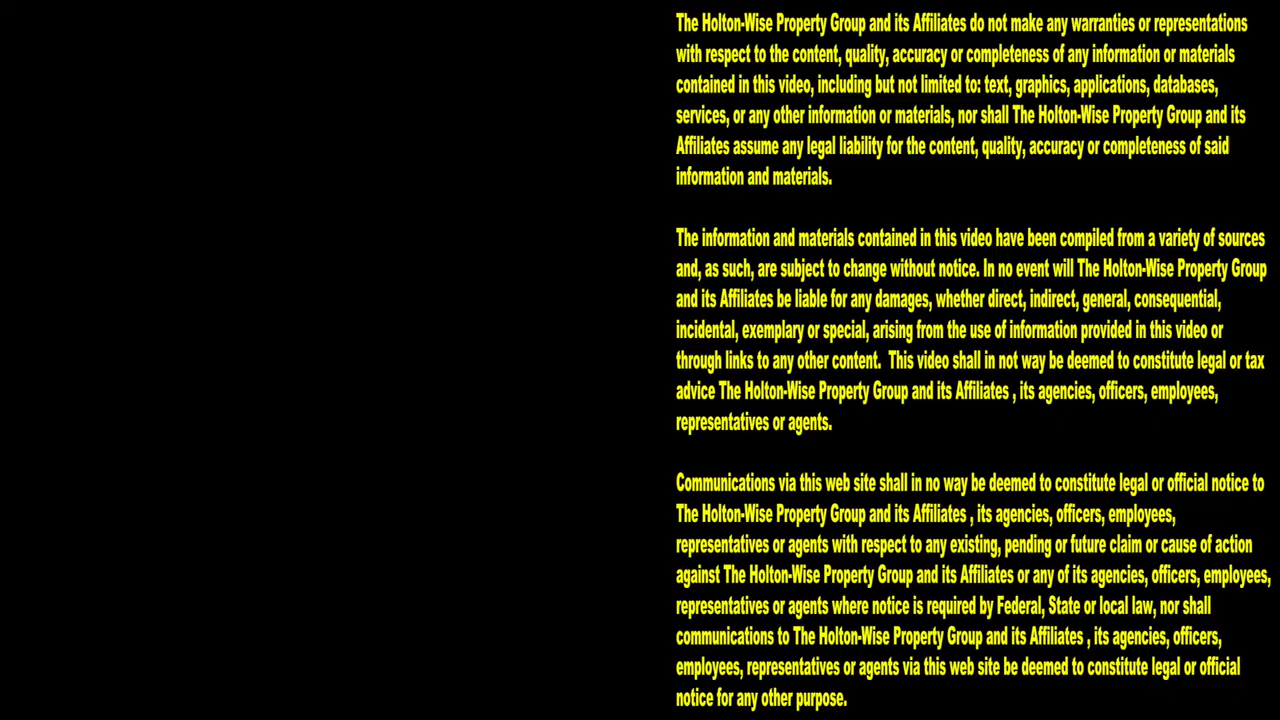 The Holton-Wise Property Group and its Affiliates do not make any warranties or representations
with respect to the content, quality, accuracy or completeness of any information or materials
contained in this video, including but not limited to: text, graphics, applications, databases,
services, or any other information or materials, nor shall The Holton-Wise Property Group and its
Affiliates assume any legal liability for the content, quality, accuracy or completeness of said
information and materials.
The information and materials contained in this video have been compiled from a variety of sources
and, as such, are subject to change without notice. In no event will The Holton-Wise Property Group
and its Affiliates be liable for any damages, whether direct, indirect, general, consequential,
incidental, exemplary or special, arising from the use of information provided in this video or
through links to any other content.  This video shall in not way be deemed to constitute legal or tax
advice The Holton-Wise Property Group and its Affiliates , its agencies, officers, employees,
representatives or agents.
Communications via this web site shall in no way be deemed to constitute legal or official notice to
The Holton-Wise Property Group and its Affiliates , its agencies, officers, employees,
representatives or agents with respect to any existing, pending or future claim or cause of action
against The Holton-Wise Property Group and its Affiliates or any of its agencies, officers, employees,
representatives or agents where notice is required by Federal, State or local law, nor shall
communications to The Holton-Wise Property Group and its Affiliates , its agencies, officers,
employees, representatives or agents via this web site be deemed to constitute legal or official
notice for any other purpose.